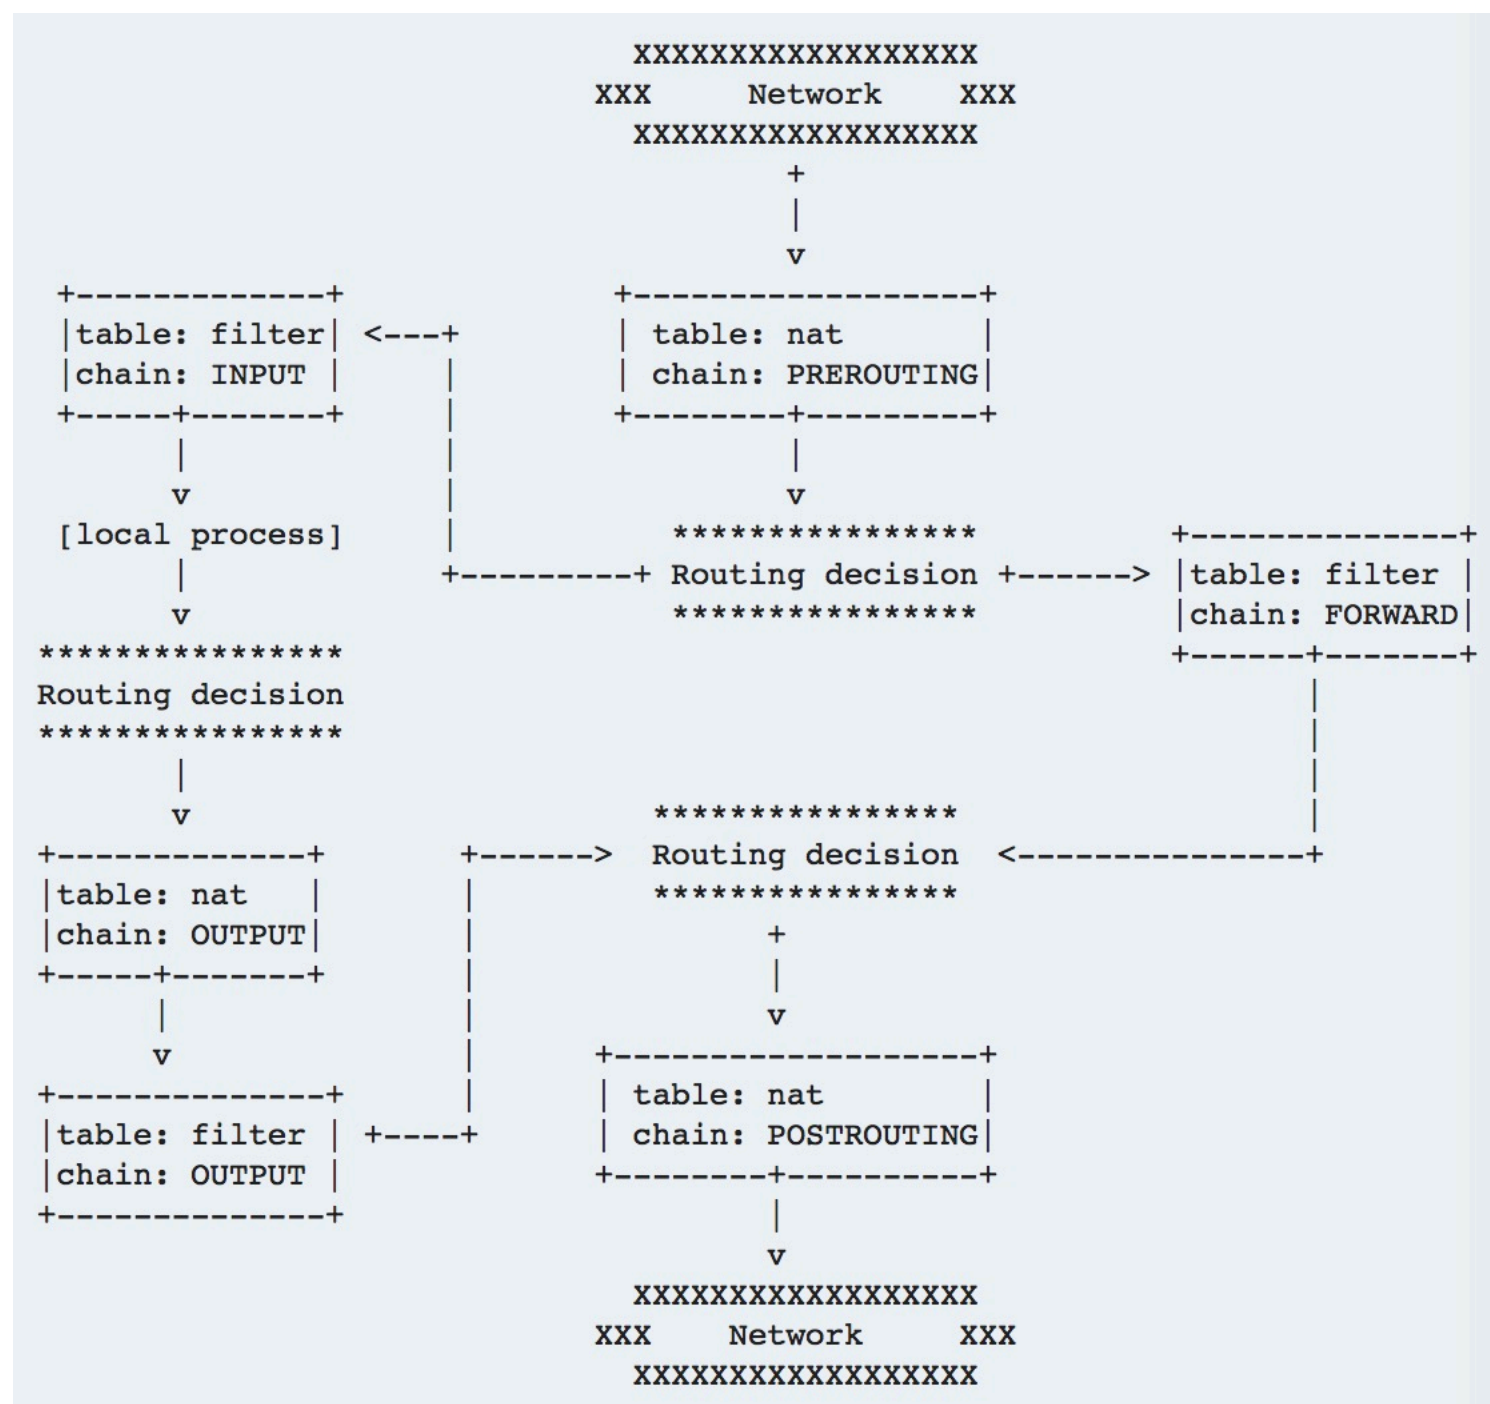 XXXXXXXXXXXXXXXXXX
XXX     Network    XXX
XXXXXXXXXXXXXXXXXX
+
|
v
+-------------+              +------------------+
|table: filter| <---+        | table: nat       |
|chain: INPUT |     |        | chain: PREROUTING|
+-----+-------+     |        +--------+---------+
|             |                 |
v             |                 v
[local process]     |           ****************          +--------------+
|             +---------+ Routing decision +------> |table: filter |
v                         ****************          |chain: FORWARD|
****************                                           +------+-------+
Routing decision                                                  |
****************                                                  |
|                                                          |
v                        ****************                  |
+-------------+       +------>  Routing decision  <---------------+
|table: nat   |       |         ****************
|chain: OUTPUT|       |               +
+-----+-------+       |               |
|               |               v
v               |      +-------------------+
+--------------+      |      | table: nat        |
|table: filter | +----+      | chain: POSTROUTING|
|chain: OUTPUT |             +--------+----------+
+--------------+                      |
v
XXXXXXXXXXXXXXXXXX
XXX    Network     XXX
XXXXXXXXXXXXXXXXXX